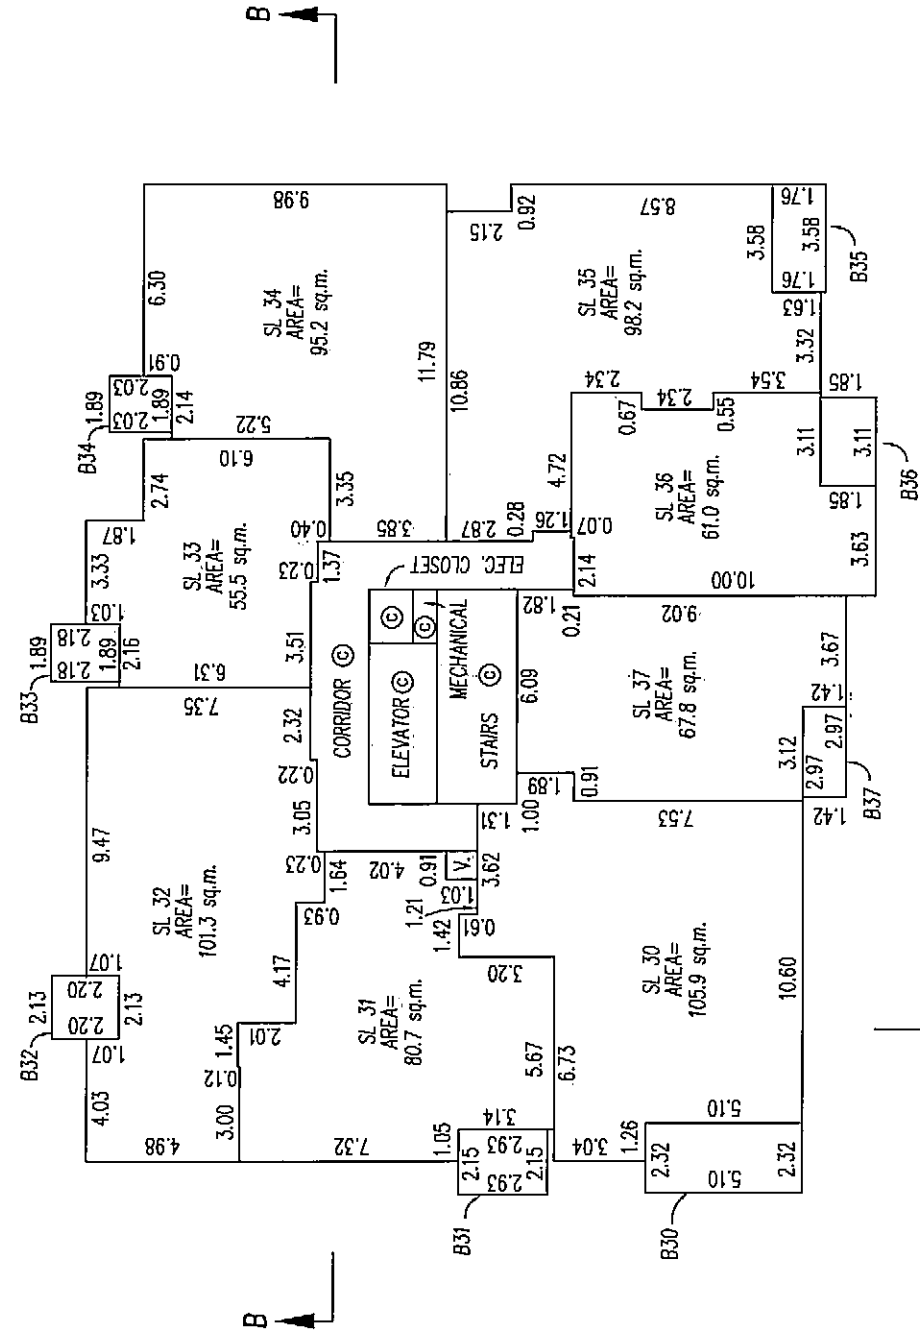 B
B
9.98
6.30
0.91
SL 34
AREA=
95.2 sq.m.
11.79
10.86
2.15
0.92
8.57
SL 35
AREA=
98.2 sq.m.
1.76
3.58
3.58
1.76
B35
1.63
3.32
1.89
2.03
2.03
1.89
2.14
B34
5.22
6.10
2.74
3.35
1.87
3.33
0.40
3.85
2.87
0.28
1.26
0.07
4.72
2.34
0.67
2.34
0.55
3.54
1.85
3.11
3.11
1.85
B36
SL 36
AREA=
61.0 sq.m.
3.63
10.00
2.14
SL 33
AREA=
55.5 sq.m.
0.23
1.37
ELEC. CLOSET
1.03
1.89
2.18
2.18
1.89
2.16
B33
6.31
7.35
3.51
2.32
0.22
3.05
CORRIDOR C
ELEVATOR C
C
C
MECHANICAL
STAIRS
C
1.82
0.21
9.02
6.09
SL 37
AREA=
67.8 sq.m.
3.67
1.42
3.12
2.97
2.97
1.42
B37
1.89
0.91
1.00
1.31
7.53
9.47
SL 32
AREA=
101.3 sq.m.
0.23
1.64
4.02
0.91
V.
3.62
1.03
1.21
0.61
1.42
0.93
4.17
3.20
2.13
1.07
2.20
2.20
2.13
1.07
B32
2.01
1.45
0.12
3.00
4.03
4.98
SL 31
AREA=
80.7 sq.m.
5.67
6.73
SL 30
AREA=
105.9 sq.m.
10.60
7.32
1.05
3.14
2.15
2.93
2.93
2.15
B31
3.04
1.26
2.32
5.10
5.10
2.32
B30